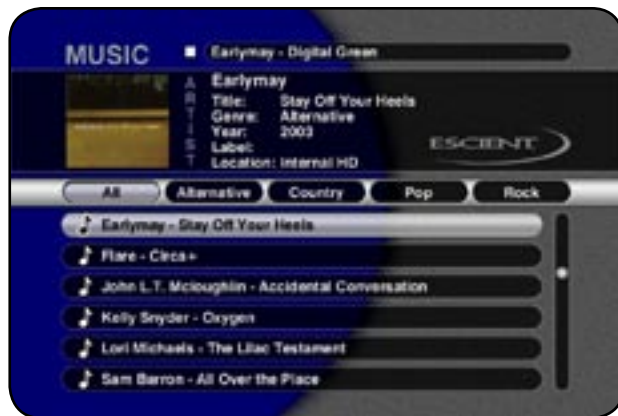 MUSIC
Earlymay - Digital Green
ARTIST
Earlymay
Title: Stay Off Your Heels
Genre: Alternative
Year: 2003
Label:
Location: Internal HD
ESCIENT
All Alternative Country Pop Rock
Earlymay - Stay Off Your Heels
Flare - Circa+
John L.T. Mcloughlin - Accidental Conversation
Kelly Snyder - Oxygen
Lori Michaels - The Lilac Testament
Sam Barron - All Over the Place